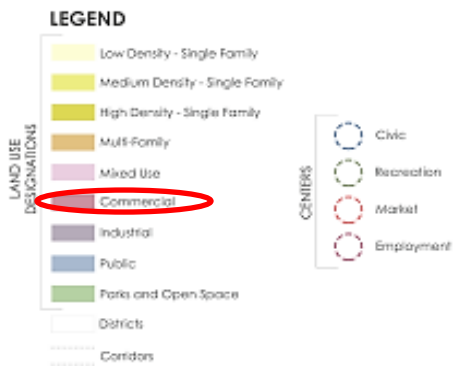 LEGEND
LAND USE
DESIGNATIONS
Low Density - Single Family
Medium Density - Single Family
High Density - Single Family
Multi-Family
Mixed Use
Commercial
Industrial
Public
Parks and Open Space
Districts
Corridors
CENTERS
Civic
Recreation
Market
Employment